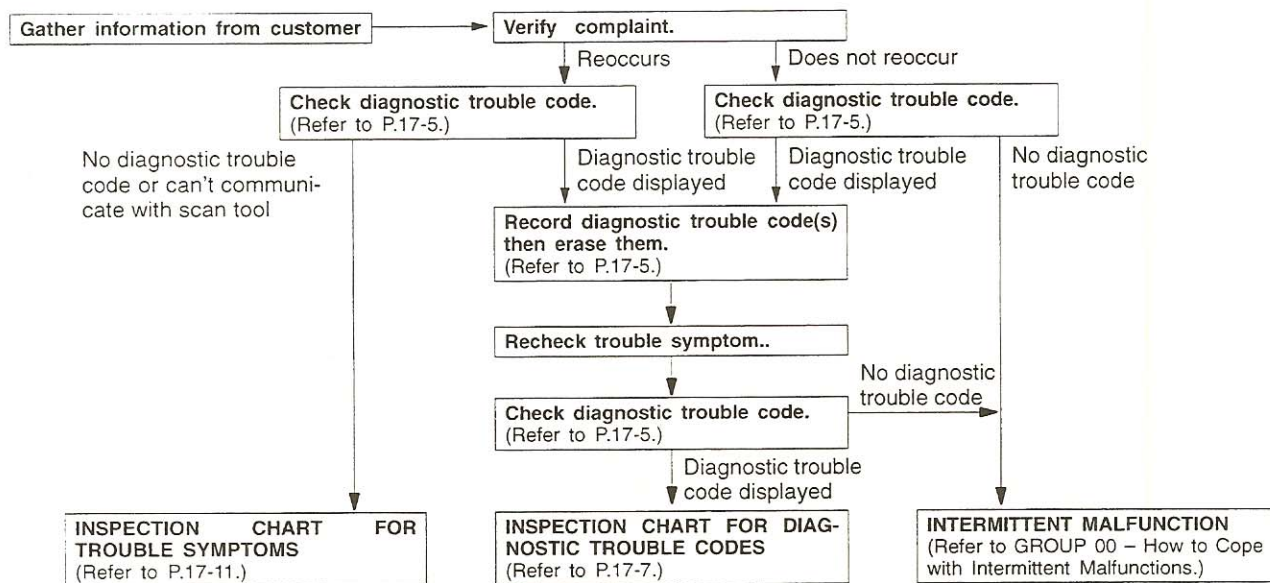 Gather information from customer
Verify complaint.
Reoccurs
Does not reoccur
Check diagnostic trouble code.
(Refer to P.17-5.)
Check diagnostic trouble code.
(Refer to P.17-5.)
No diagnostic trouble
code or can't communi-
cate with scan tool
Diagnostic trouble
code displayed
Diagnostic trouble
code displayed
No diagnostic
trouble code
Record diagnostic trouble code(s)
then erase them.
(Refer to P.17-5.)
Recheck trouble symptom..
No diagnostic
trouble code
Check diagnostic trouble code.
(Refer to P.17-5.)
Diagnostic trouble
code displayed
INSPECTION CHART FOR
TROUBLE SYMPTOMS
(Refer to P.17-11.)
INSPECTION CHART FOR DIAG-
NOSTIC TROUBLE CODES
(Refer to P.17-7.)
INTERMITTENT MALFUNCTION
(Refer to GROUP 00 – How to Cope
with Intermittent Malfunctions.)